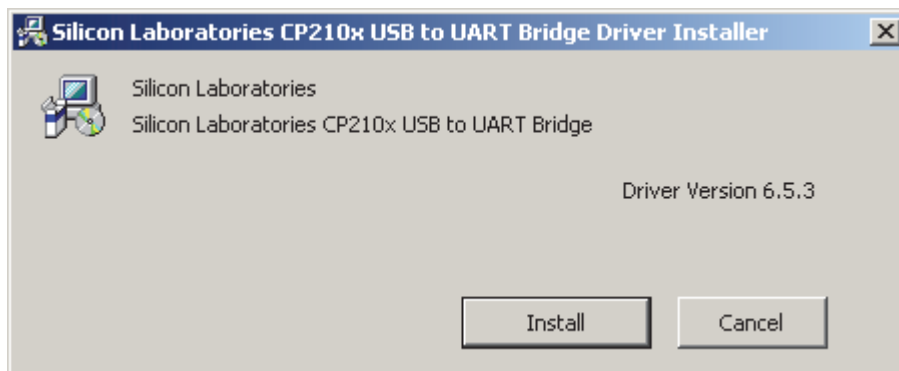 Silicon Laboratories CP210x USB to UART Bridge Driver Installer
Silicon Laboratories
Silicon Laboratories CP210x USB to UART Bridge
Driver Version 6.5.3
Install
Cancel